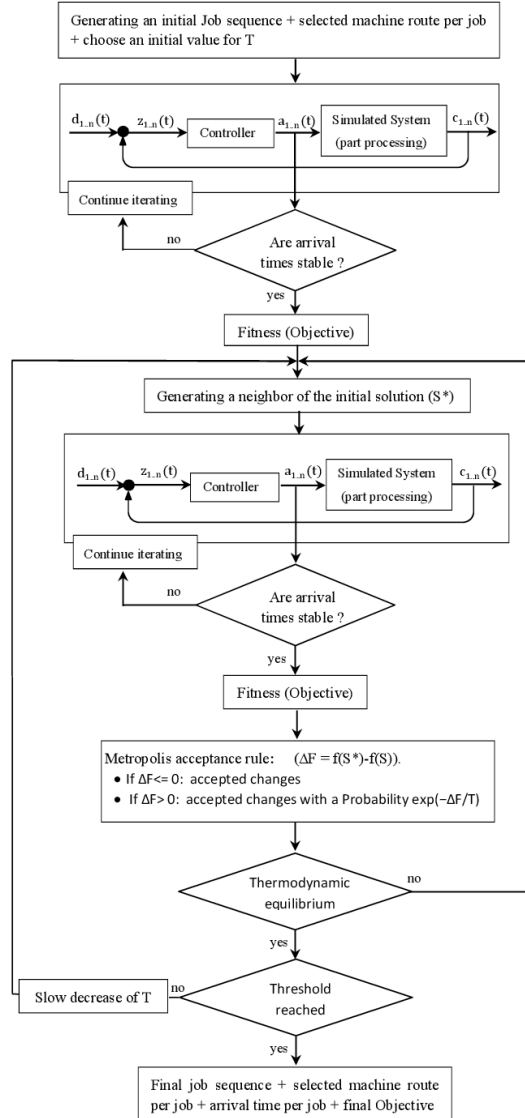 Generating an initial Job sequence + selected machine route per job
+ choose an initial value for T
d1..n(t) z1..n(t) Controller a1..n(t) Simulated System c1..n(t)
(part processing)
Continue iterating
no
Are arrival
times stable ?
yes
Fitness (Objective)
Generating a neighbor of the initial solution (S*)
d1..n(t) z1..n(t) Controller a1..n(t) Simulated System c1..n(t)
(part processing)
Continue iterating
no
Are arrival
times stable ?
yes
Fitness (Objective)
Metropolis acceptance rule: (ΔF = f(S*)-f(S)).
• If ΔF<= 0: accepted changes
• If ΔF> 0: accepted changes with a Probability exp(−ΔF/T)
Thermodynamic
equilibrium
no
yes
Slow decrease of T
no
Threshold
reached
yes
Final job sequence + selected machine route
per job + arrival time per job + final Objective